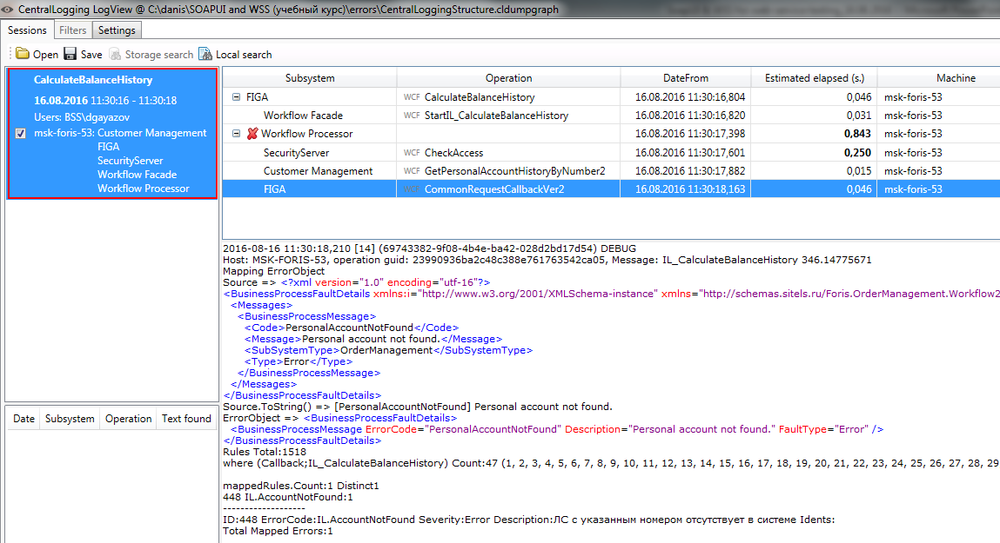 CentralLogging LogView @ C:\danis\SOAPUI and WSS (учебный курс)\errors\CentralLoggingStructure.cldumpgraph
Sessions Filters Settings
Open Save Storage search Local search
CalculateBalanceHistory
16.08.2016 11:30:16 - 11:30:18
Users: BSS\dgayazov
msk-foris-53: Customer Management
FIGA
SecurityServer
Workflow Facade
Workflow Processor
Subsystem Operation DateFrom Estimated elapsed (s.) Machine
FIGA WCF CalculateBalanceHistory 16.08.2016 11:30:16,804 0,046 msk-foris-53
Workflow Facade WCF StartIL_CalculateBalanceHistory 16.08.2016 11:30:16,820 0,031 msk-foris-53
Workflow Processor 16.08.2016 11:30:17,398 0,843 msk-foris-53
SecurityServer WCF CheckAccess 16.08.2016 11:30:17,601 0,250 msk-foris-53
Customer Management WCF GetPersonalAccountHistoryByNumber2 16.08.2016 11:30:17,882 0,015 msk-foris-53
FIGA WCF CommonRequestCallbackVer2 16.08.2016 11:30:18,163 0,046 msk-foris-53
2016-08-16 11:30:18,210 [14] (69743382-9f08-4b4e-ba42-028d2bd17d54) DEBUG
Host: MSK-FORIS-53, operation guid: 23990936ba2c48c388e761763542ca05, Message: IL_CalculateBalanceHistory 346.14775671
Mapping ErrorObject
Source => <?xml version="1.0" encoding="utf-16"?>
<BusinessProcessFaultDetails xmlns:i="http://www.w3.org/2001/XMLSchema-instance" xmlns="http://schemas.sitels.ru/Foris.OrderManagement.Workflow2
<Messages>
<BusinessProcessMessage>
<Code>PersonalAccountNotFound</Code>
<Message>Personal account not found.</Message>
<SubSystemType>OrderManagement</SubSystemType>
<Type>Error</Type>
</BusinessProcessMessage>
</Messages>
</BusinessProcessFaultDetails>
Source.ToString() => [PersonalAccountNotFound] Personal account not found.
ErrorObject => <BusinessProcessFaultDetails>
<BusinessProcessMessage ErrorCode="PersonalAccountNotFound" Description="Personal account not found." FaultType="Error" />
</BusinessProcessFaultDetails>
Rules Total:1518
where (Callback;IL_CalculateBalanceHistory) Count:47 (1, 2, 3, 4, 5, 6, 7, 8, 9, 10, 11, 12, 13, 14, 15, 16, 17, 18, 19, 20, 21, 22, 23, 24, 25, 26, 27, 28, 29
mappedRules.Count:1 Distinct1
448 IL.AccountNotFound:1
-------------------
ID:448 ErrorCode:IL.AccountNotFound Severity:Error Description:ЛС с указанным номером отсутствует в системе Idents:
Total Mapped Errors:1
Date Subsystem Operation Text found